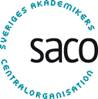 SVERIGES AKADEMIKERS
saco
CENTRALORGANISATION